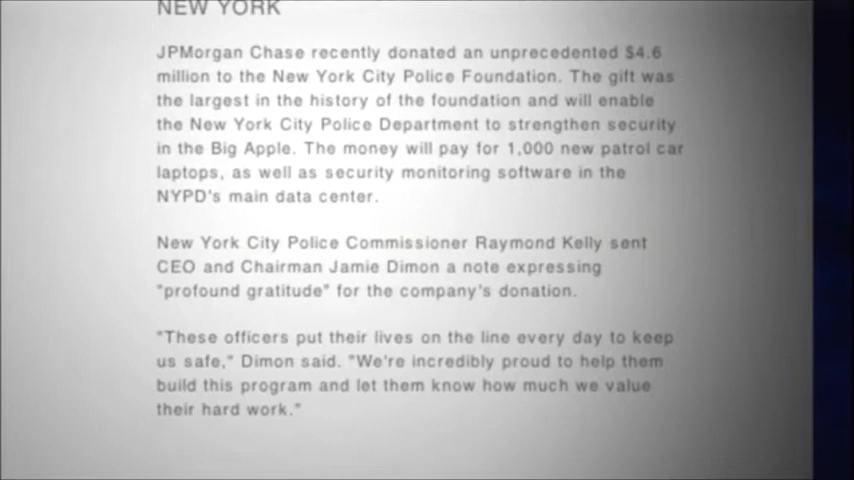 NEW YORK
JPMorgan Chase recently donated an unprecedented $4.6
million to the New York City Police Foundation. The gift was
the largest in the history of the foundation and will enable
the New York City Police Department to strengthen security
in the Big Apple. The money will pay for 1,000 new patrol car
laptops, as well as security monitoring software in the
NYPD's main data center.
New York City Police Commissioner Raymond Kelly sent
CEO and Chairman Jamie Dimon a note expressing
"profound gratitude" for the company's donation.
"These officers put their lives on the line every day to keep
us safe," Dimon said. "We're incredibly proud to help them
build this program and let them know how much we value
their hard work."